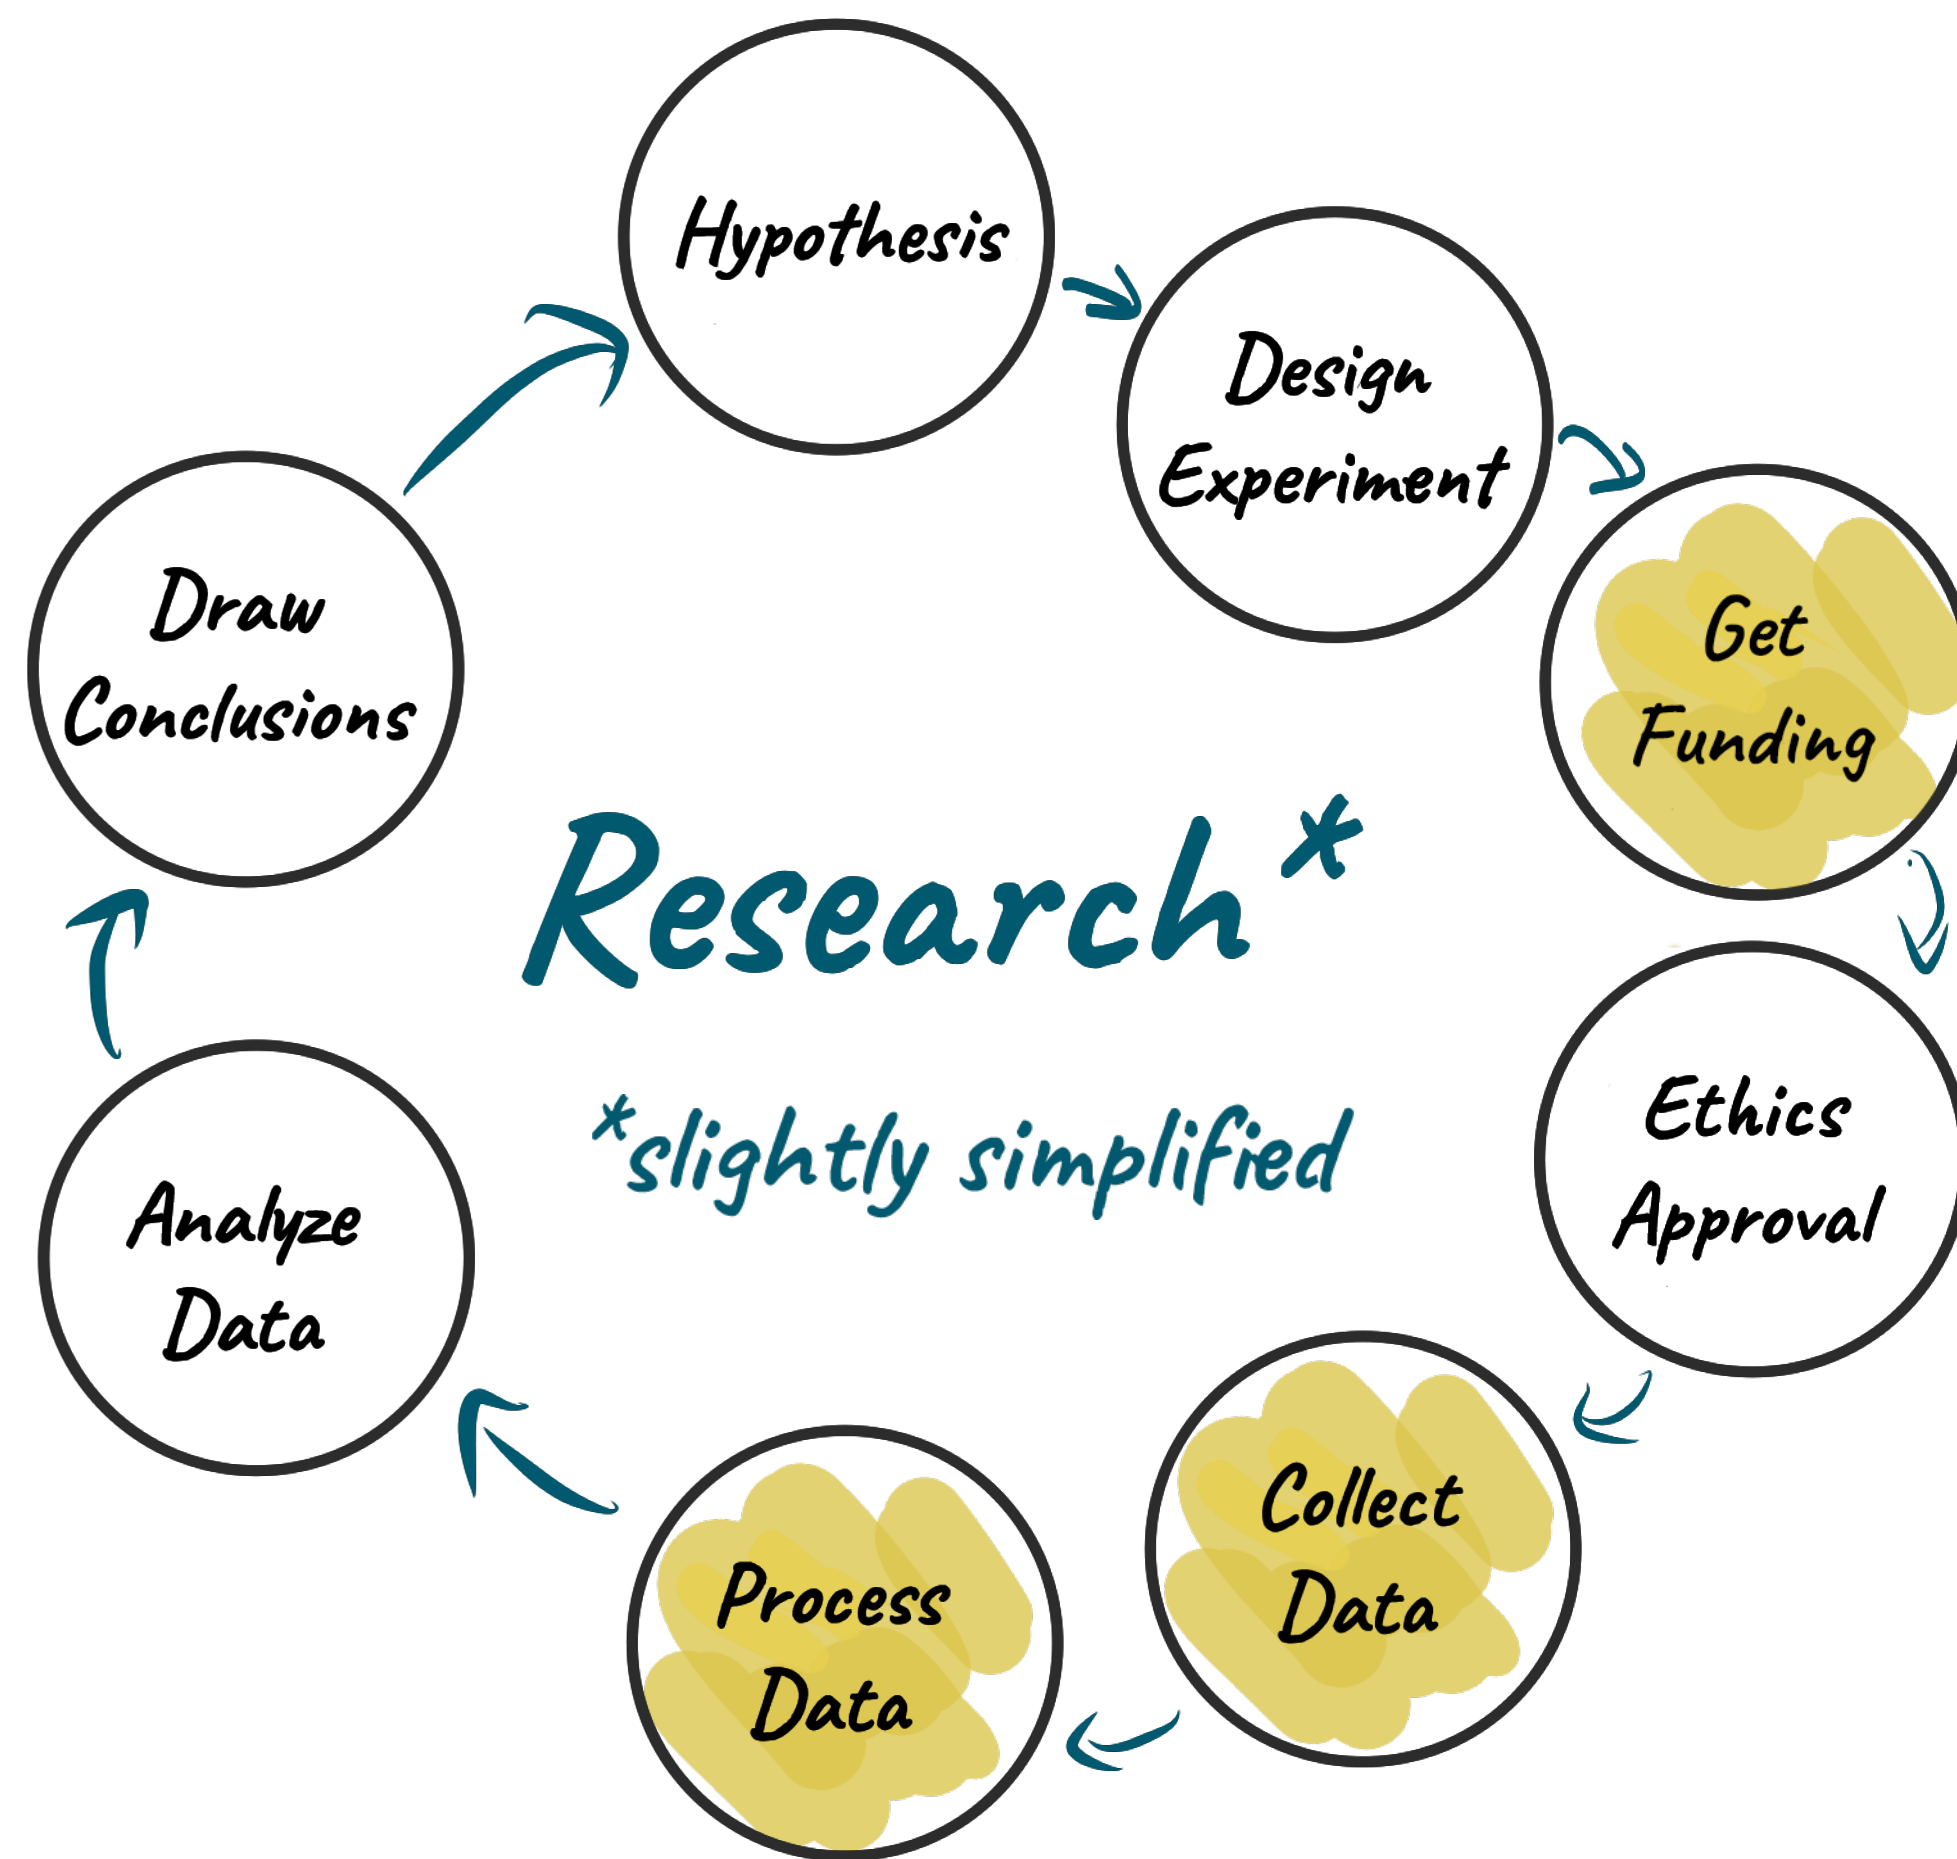 Hypothesis
Design
Experiment
Get
Funding
Ethics
Approval
Collect
Data
Process
Data
Analyze
Data
Draw
Conclusions
Research*
*slightly simplified